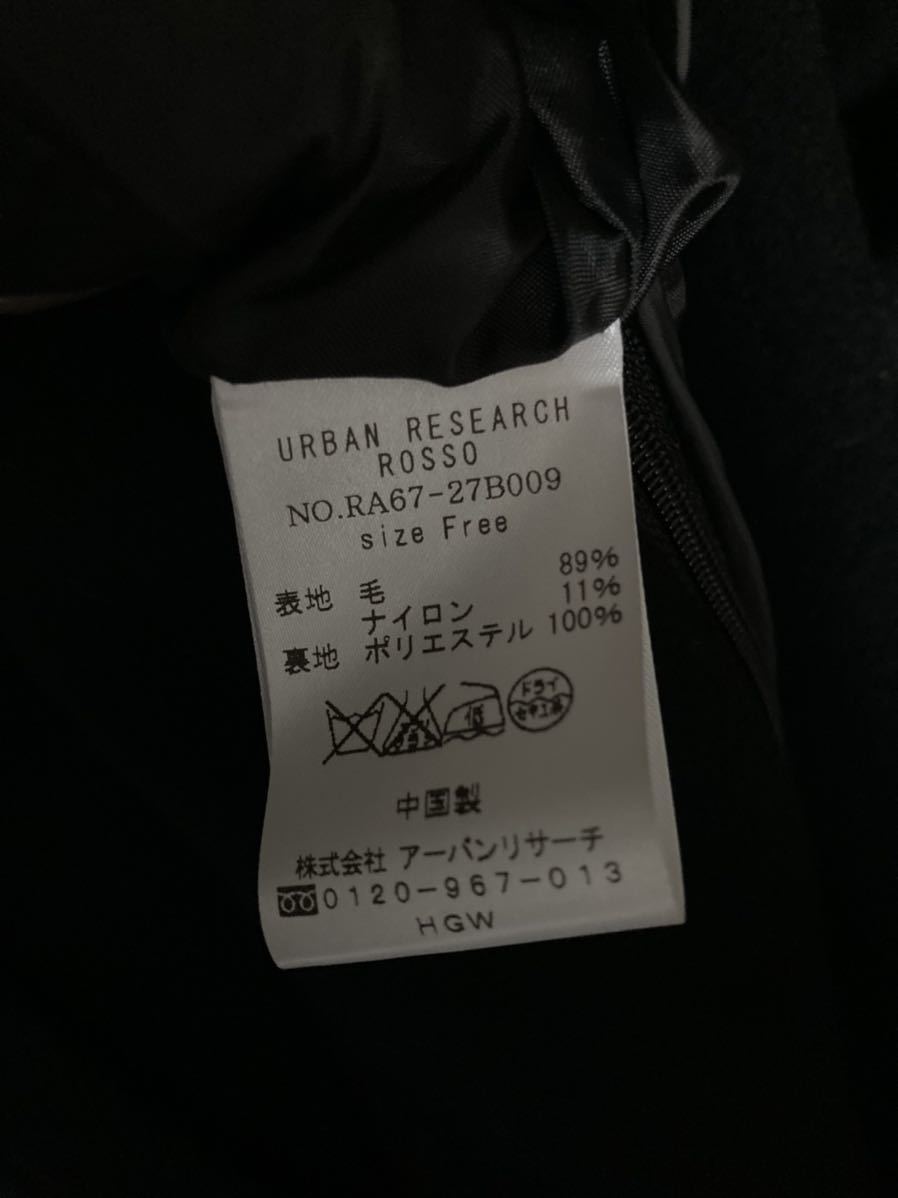 URBAN RESEARCH
ROSSO
NO.RA67-27B009
size Free
表地 毛 89%
ナイロン 11%
裏地 ポリエステル 100%
低 ドライ
中国製
株式会社 アーバンリサーチ
0120-967-013
HGW